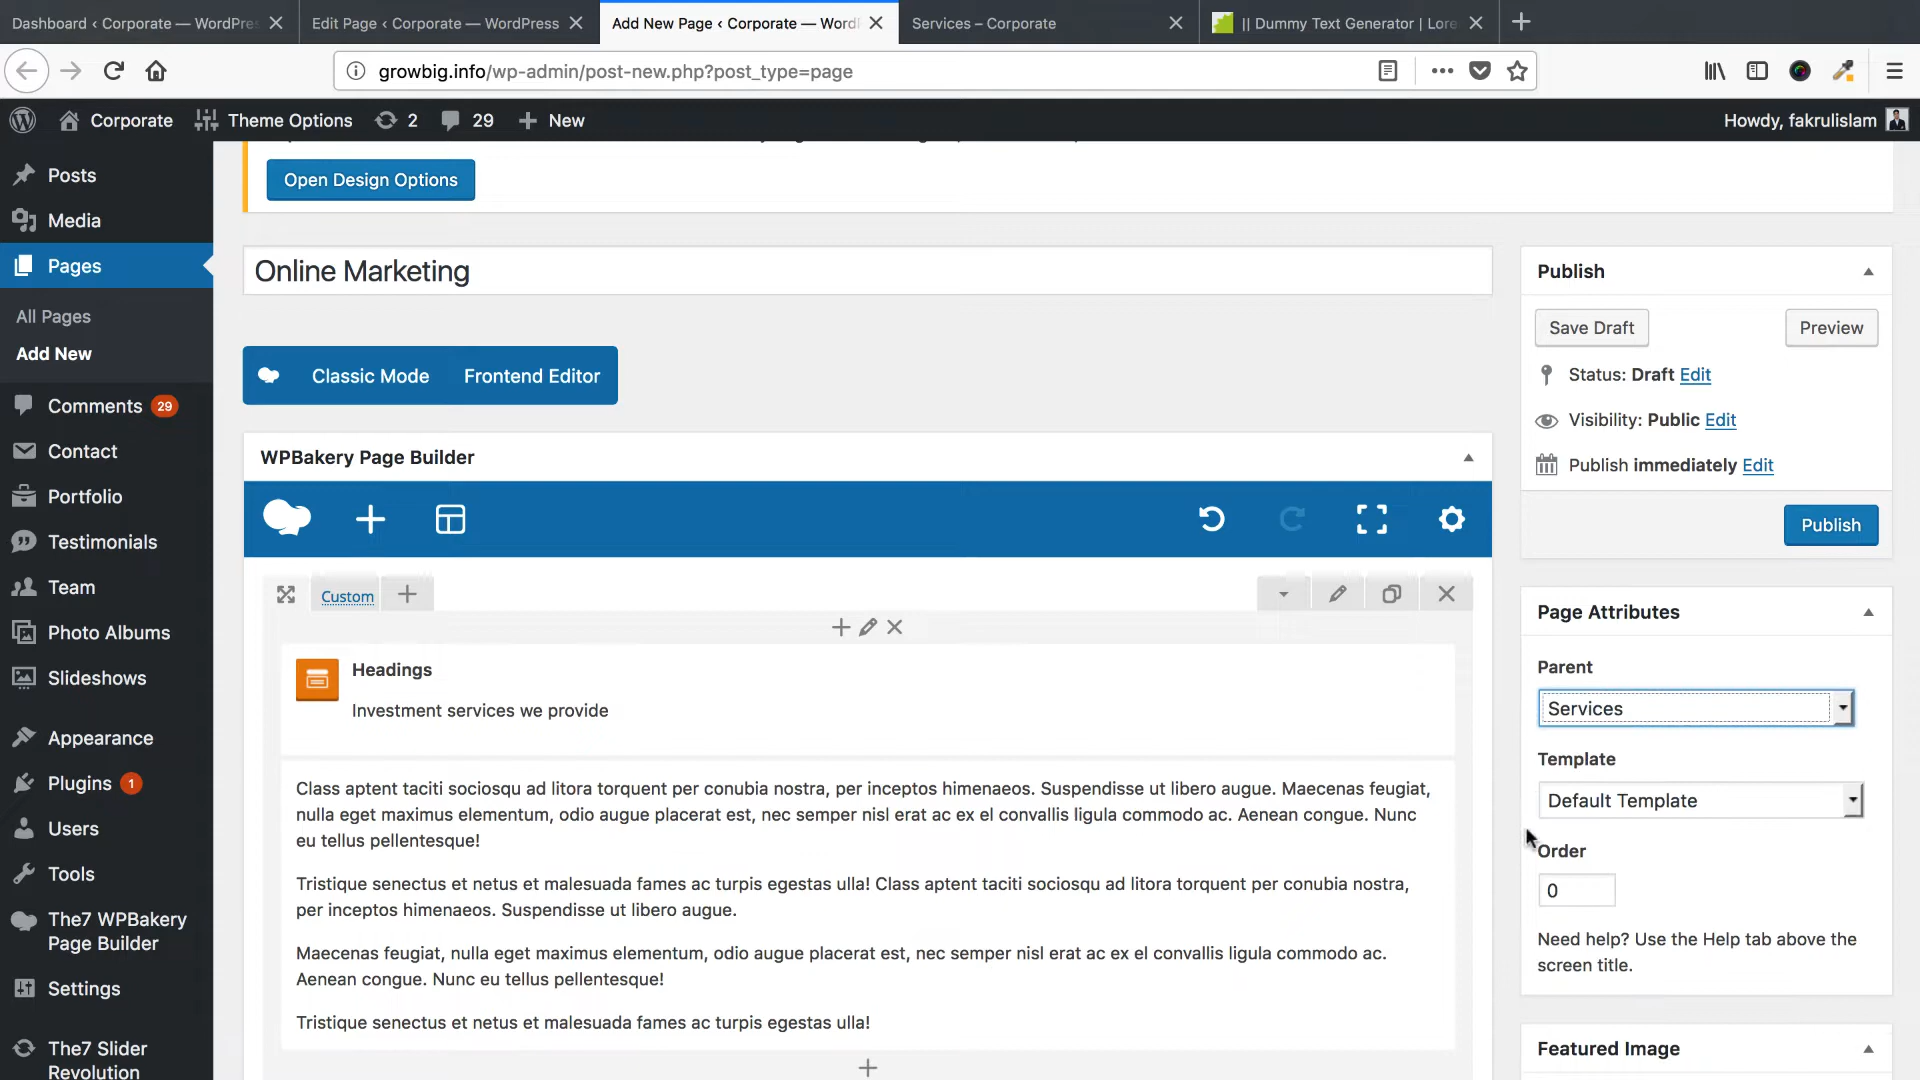 Dashboard ‹ Corporate — WordPre
Edit Page ‹ Corporate — WordPress
Add New Page ‹ Corporate — Word
Services – Corporate
|| Dummy Text Generator | Lore
growbig.info/wp-admin/post-new.php?post_type=page
Corporate
Theme Options
2
29
New
Howdy, fakrulislam
Posts
Media
Pages
All Pages
Add New
Comments 29
Contact
Portfolio
Testimonials
Team
Photo Albums
Slideshows
Appearance
Plugins 1
Users
Tools
The7 WPBakery
Page Builder
Settings
The7 Slider
Revolution
Open Design Options
Online Marketing
Classic Mode
Frontend Editor
WPBakery Page Builder
Custom
Headings
Investment services we provide
Class aptent taciti sociosqu ad litora torquent per conubia nostra, per inceptos himenaeos. Suspendisse ut libero augue. Maecenas feugiat,
nulla eget maximus elementum, odio augue placerat est, nec semper nisl erat ac ex el convallis ligula commodo ac. Aenean congue. Nunc
eu tellus pellentesque!
Tristique senectus et netus et malesuada fames ac turpis egestas ulla! Class aptent taciti sociosqu ad litora torquent per conubia nostra,
per inceptos himenaeos. Suspendisse ut libero augue.
Maecenas feugiat, nulla eget maximus elementum, odio augue placerat est, nec semper nisl erat ac ex el convallis ligula commodo ac.
Aenean congue. Nunc eu tellus pellentesque!
Tristique senectus et netus et malesuada fames ac turpis egestas ulla!
Publish
Save Draft
Preview
Status: Draft Edit
Visibility: Public Edit
Publish immediately Edit
Publish
Page Attributes
Parent
Services
Template
Default Template
Order
0
Need help? Use the Help tab above the
screen title.
Featured Image